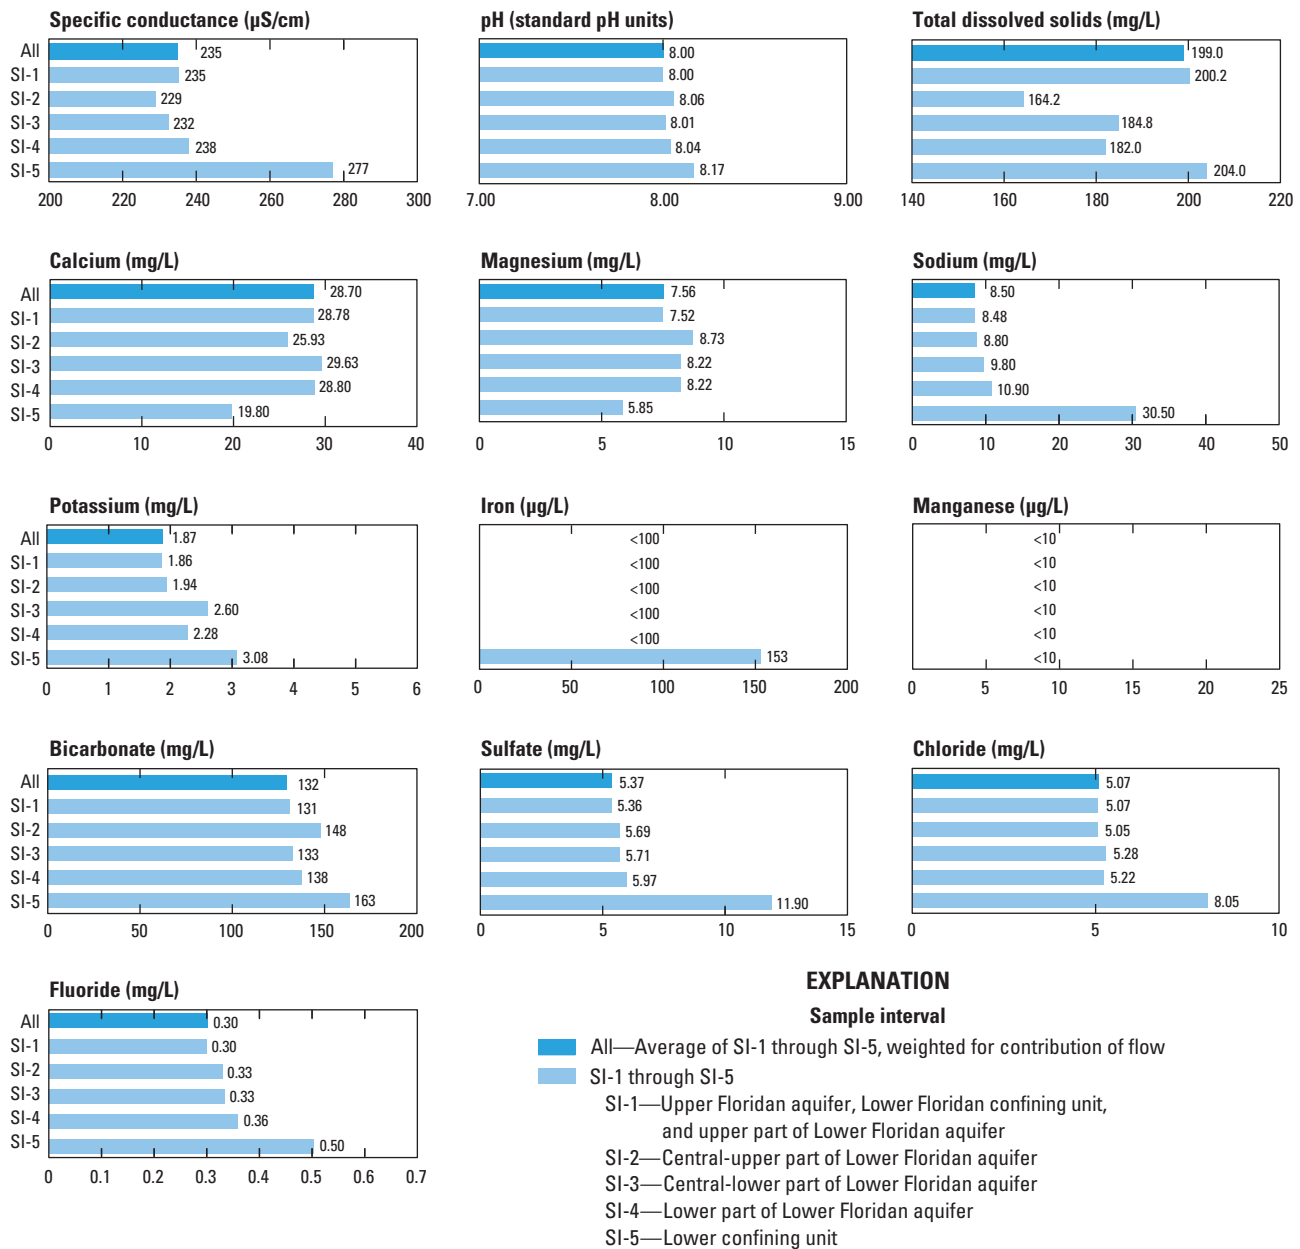 Specific conductance (µS/cm)
All 235
SI-1 235
SI-2 229
SI-3 232
SI-4 238
SI-5 277
200 220 240 260 280 300
pH (standard pH units)
8.00
8.00
8.06
8.01
8.04
8.17
7.00 8.00 9.00
Total dissolved solids (mg/L)
199.0
200.2
164.2
184.8
182.0
204.0
140 160 180 200 220
Calcium (mg/L)
All 28.70
SI-1 28.78
SI-2 25.93
SI-3 29.63
SI-4 28.80
SI-5 19.80
0 10 20 30 40
Magnesium (mg/L)
7.56
7.52
8.73
8.22
8.22
5.85
0 5 10 15
Sodium (mg/L)
8.50
8.48
8.80
9.80
10.90
30.50
0 10 20 30 40 50
Potassium (mg/L)
All 1.87
SI-1 1.86
SI-2 1.94
SI-3 2.60
SI-4 2.28
SI-5 3.08
0 1 2 3 4 5 6
Iron (µg/L)
<100
<100
<100
<100
<100
153
0 50 100 150 200
Manganese (µg/L)
<10
<10
<10
<10
<10
<10
0 5 10 15 20 25
Bicarbonate (mg/L)
All 132
SI-1 131
SI-2 148
SI-3 133
SI-4 138
SI-5 163
0 50 100 150 200
Sulfate (mg/L)
5.37
5.36
5.69
5.71
5.97
11.90
0 5 10 15
Chloride (mg/L)
5.07
5.07
5.05
5.28
5.22
8.05
0 5 10
Fluoride (mg/L)
All 0.30
SI-1 0.30
SI-2 0.33
SI-3 0.33
SI-4 0.36
SI-5 0.50
0 0.1 0.2 0.3 0.4 0.5 0.6 0.7
EXPLANATION
Sample interval
All—Average of SI-1 through SI-5, weighted for contribution of flow
SI-1 through SI-5
SI-1—Upper Floridan aquifer, Lower Floridan confining unit,
and upper part of Lower Floridan aquifer
SI-2—Central-upper part of Lower Floridan aquifer
SI-3—Central-lower part of Lower Floridan aquifer
SI-4—Lower part of Lower Floridan aquifer
SI-5—Lower confining unit